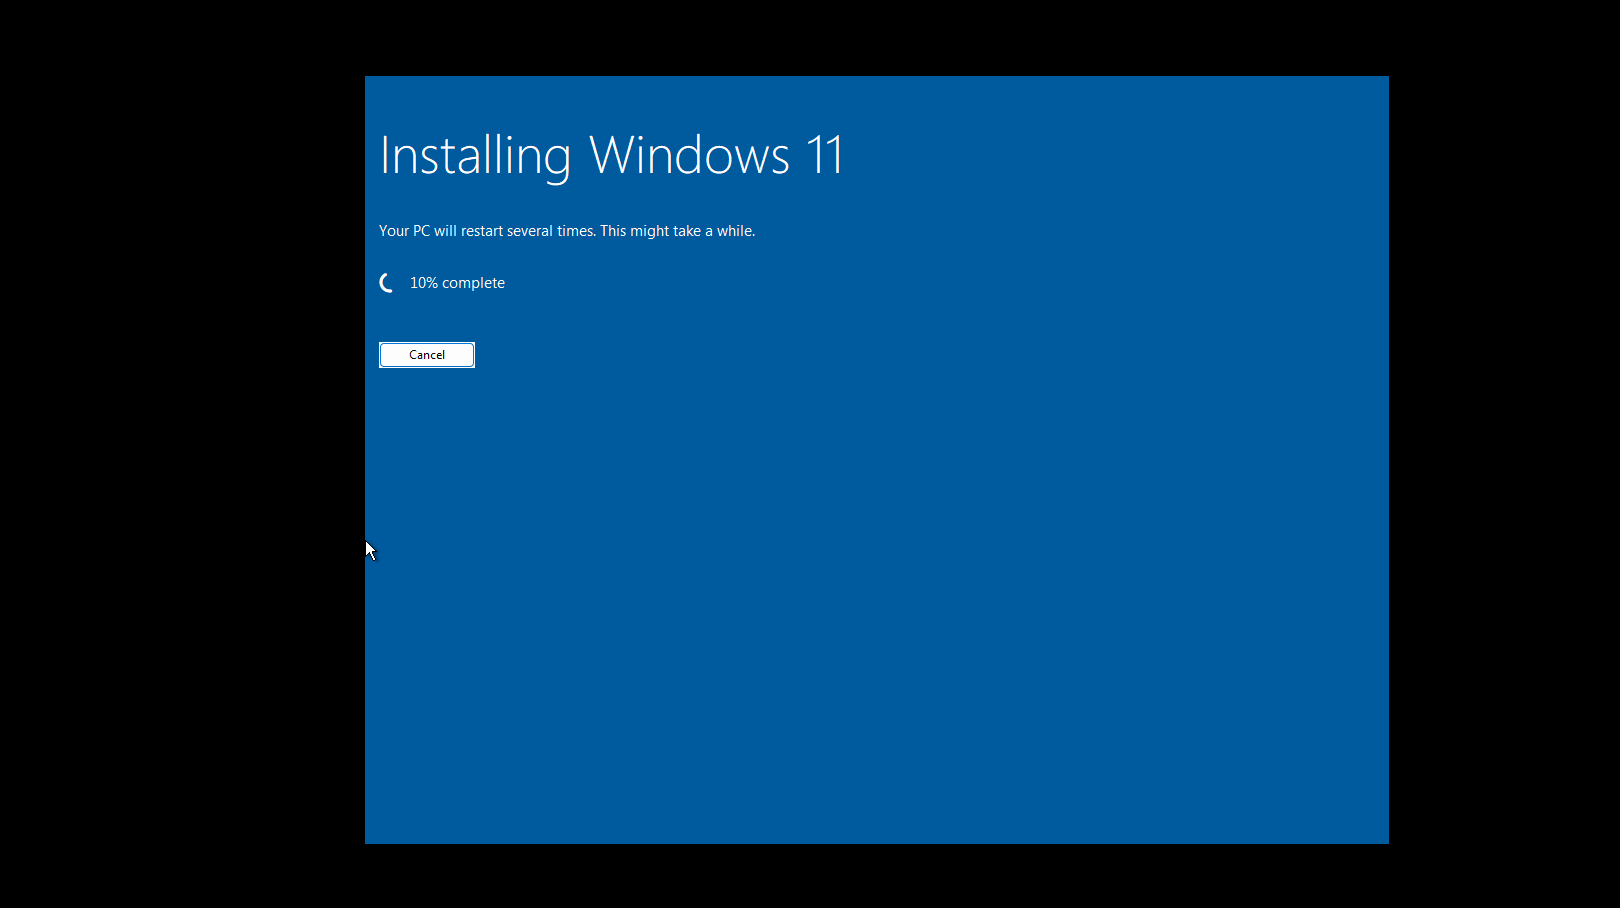 Installing Windows 11
Your PC will restart several times. This might take a while.
10% complete
Cancel